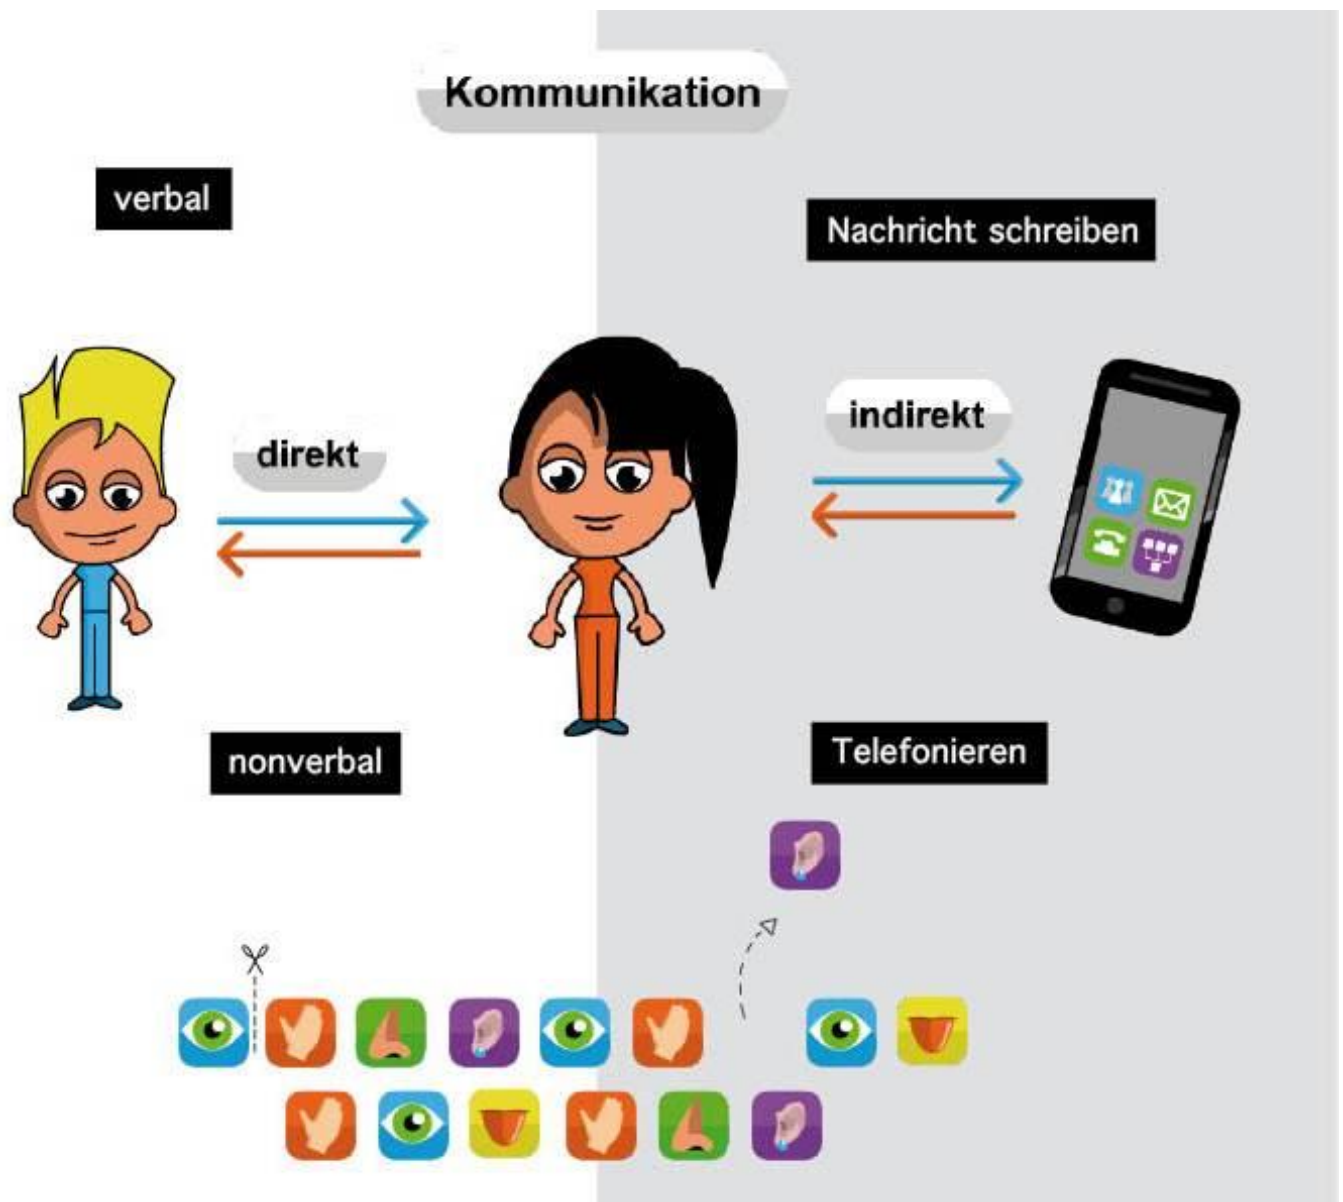 Kommunikation
verbal
Nachricht schreiben
direkt
indirekt
nonverbal
Telefonieren